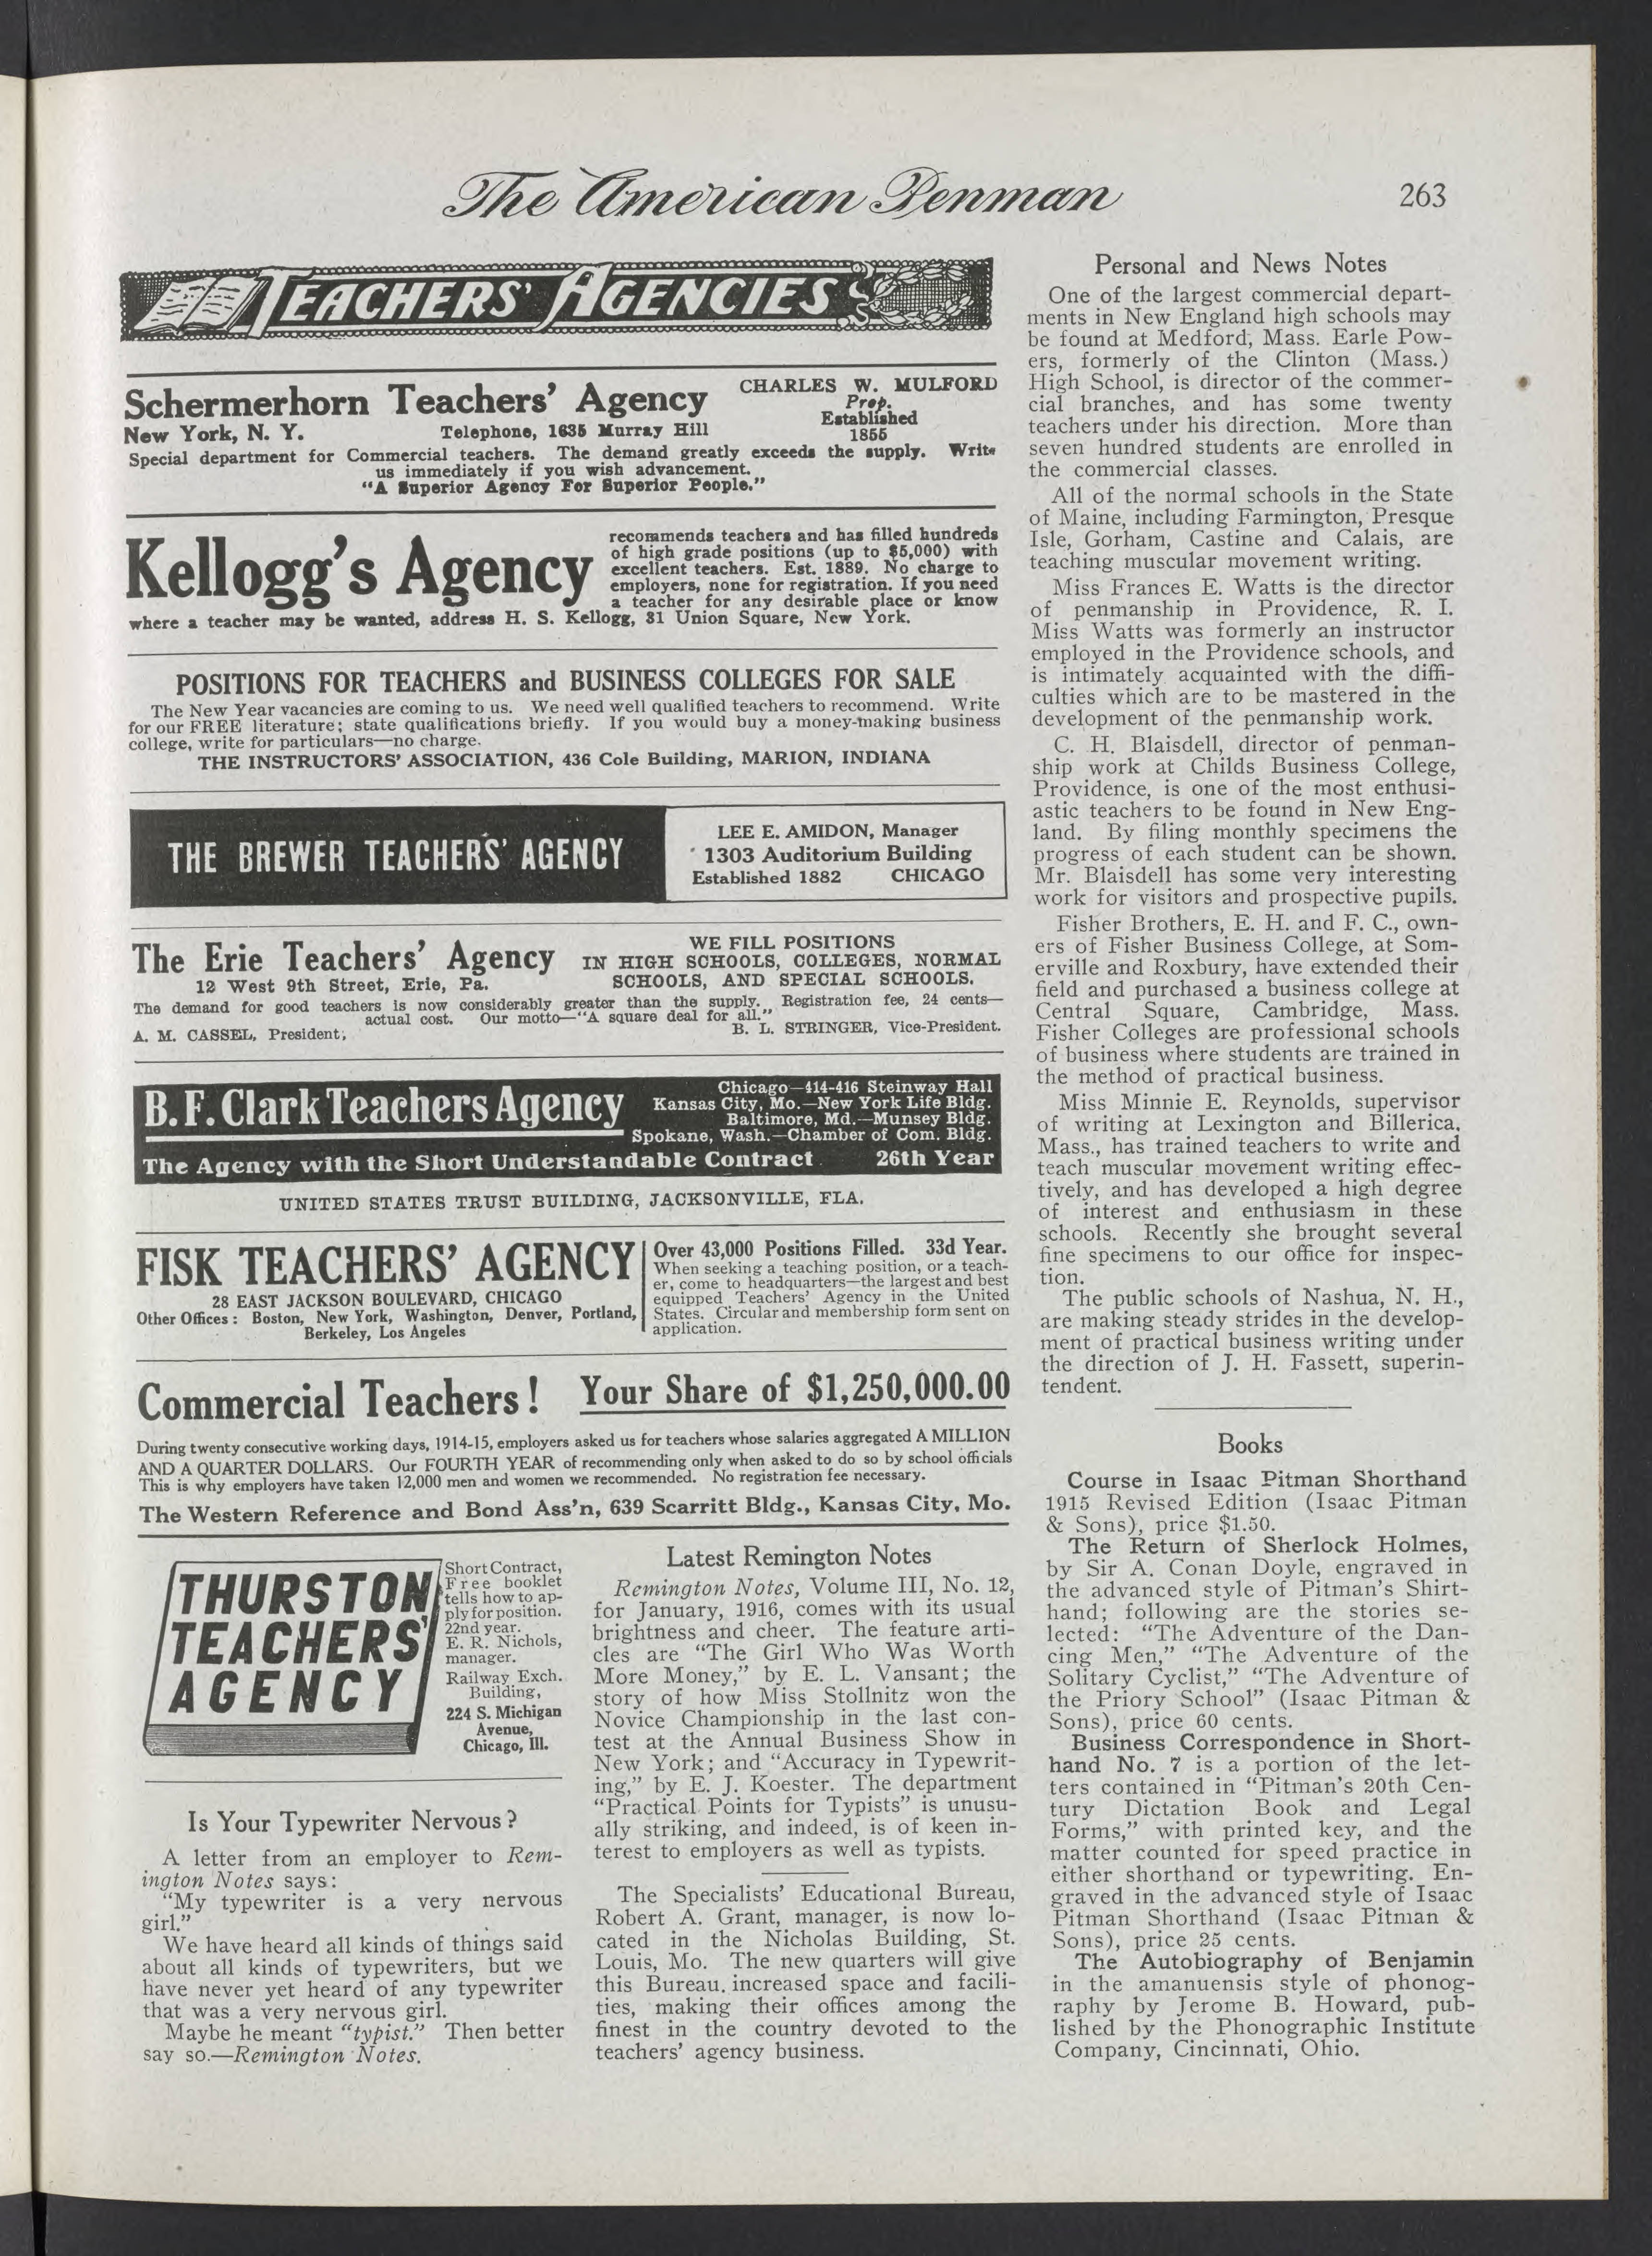 The American Penman
263
TEACHERS' AGENCIES
Schermerhorn Teachers' Agency
New York, N. Y.
Telephone, 1635 Murray Hill
CHARLES W. MULFORD
Prop.
Established
1855
Special department for Commercial teachers. The demand greatly exceeds the supply. Write
us immediately if you wish advancement.
"A Superior Agency For Superior People."
Kellogg's Agency
recommends teachers and has filled hundreds
of high grade positions (up to $5,000) with
excellent teachers. Est. 1889. No charge to
employers, none for registration. If you need
a teacher for any desirable place or know
where a teacher may be wanted, address H. S. Kellogg, 31 Union Square, New York.
POSITIONS FOR TEACHERS and BUSINESS COLLEGES FOR SALE
The New Year vacancies are coming to us. We need well qualified teachers to recommend. Write
for our FREE literature; state qualifications briefly. If you would buy a money-making business
college, write for particulars—no charge.
THE INSTRUCTORS' ASSOCIATION, 436 Cole Building, MARION, INDIANA
THE BREWER TEACHERS' AGENCY
LEE E. AMIDON, Manager
1303 Auditorium Building
Established 1882 CHICAGO
The Erie Teachers' Agency
12 West 9th Street, Erie, Pa.
WE FILL POSITIONS
IN HIGH SCHOOLS, COLLEGES, NORMAL
SCHOOLS, AND SPECIAL SCHOOLS.
The demand for good teachers is now considerably greater than the supply. Registration fee, 24 cents—
actual cost. Our motto—"A square deal for all."
A. M. CASSEL, President,
B. L. STRINGER, Vice-President.
B. F. Clark Teachers Agency
Chicago—414-416 Steinway Hall
Kansas City, Mo.—New York Life Bldg.
Baltimore, Md.—Munsey Bldg.
Spokane, Wash.—Chamber of Com. Bldg.
The Agency with the Short Understandable Contract 26th Year
UNITED STATES TRUST BUILDING, JACKSONVILLE, FLA.
FISK TEACHERS' AGENCY
28 EAST JACKSON BOULEVARD, CHICAGO
Other Offices: Boston, New York, Washington, Denver, Portland,
Berkeley, Los Angeles
Over 43,000 Positions Filled. 33d Year.
When seeking a teaching position, or a teach-
er, come to headquarters—the largest and best
equipped Teachers' Agency in the United
States. Circular and membership form sent on
application.
Commercial Teachers! Your Share of $1,250,000.00
During twenty consecutive working days, 1914-15, employers asked us for teachers whose salaries aggregated A MILLION
AND A QUARTER DOLLARS. Our FOURTH YEAR of recommending only when asked to do so by school officials
This is why employers have taken 12,000 men and women we recommended. No registration fee necessary.
The Western Reference and Bond Ass'n, 639 Scarritt Bldg., Kansas City, Mo.
THURSTON
TEACHERS'
AGENCY
Short Contract,
Free booklet
tells how to ap-
ply for position.
22nd year.
E. R. Nichols,
manager.
Railway Exch.
Building,
224 S. Michigan
Avenue,
Chicago, Ill.
Is Your Typewriter Nervous?
A letter from an employer to Rem-
ington Notes says:
"My typewriter is a very nervous
girl."
We have heard all kinds of things said
about all kinds of typewriters, but we
have never yet heard of any typewriter
that was a very nervous girl.
Maybe he meant "typist." Then better
say so.—Remington Notes.
Latest Remington Notes
Remington Notes, Volume III, No. 12,
for January, 1916, comes with its usual
brightness and cheer. The feature arti-
cles are "The Girl Who Was Worth
More Money," by E. L. Vansant; the
story of how Miss Stollnitz won the
Novice Championship in the last con-
test at the Annual Business Show in
New York; and "Accuracy in Typewrit-
ing," by E. J. Koester. The department
"Practical Points for Typists" is unusu-
ally striking, and indeed, is of keen in-
terest to employers as well as typists.
The Specialists' Educational Bureau,
Robert A. Grant, manager, is now lo-
cated in the Nicholas Building, St.
Louis, Mo. The new quarters will give
this Bureau. increased space and facili-
ties, making their offices among the
finest in the country devoted to the
teachers' agency business.
Personal and News Notes
One of the largest commercial depart-
ments in New England high schools may
be found at Medford, Mass. Earle Pow-
ers, formerly of the Clinton (Mass.)
High School, is director of the commer-
cial branches, and has some twenty
teachers under his direction. More than
seven hundred students are enrolled in
the commercial classes.
All of the normal schools in the State
of Maine, including Farmington, Presque
Isle, Gorham, Castine and Calais, are
teaching muscular movement writing.
Miss Frances E. Watts is the director
of penmanship in Providence, R. I.
Miss Watts was formerly an instructor
employed in the Providence schools, and
is intimately acquainted with the diffi-
culties which are to be mastered in the
development of the penmanship work.
C. H. Blaisdell, director of penman-
ship work at Childs Business College,
Providence, is one of the most enthusi-
astic teachers to be found in New Eng-
land. By filing monthly specimens the
progress of each student can be shown.
Mr. Blaisdell has some very interesting
work for visitors and prospective pupils.
Fisher Brothers, E. H. and F. C., own-
ers of Fisher Business College, at Som-
erville and Roxbury, have extended their
field and purchased a business college at
Central Square, Cambridge, Mass.
Fisher Colleges are professional schools
of business where students are trained in
the method of practical business.
Miss Minnie E. Reynolds, supervisor
of writing at Lexington and Billerica,
Mass., has trained teachers to write and
teach muscular movement writing effec-
tively, and has developed a high degree
of interest and enthusiasm in these
schools. Recently she brought several
fine specimens to our office for inspec-
tion.
The public schools of Nashua, N. H.,
are making steady strides in the develop-
ment of practical business writing under
the direction of J. H. Fassett, superin-
tendent.
Books
Course in Isaac Pitman Shorthand
1915 Revised Edition (Isaac Pitman
& Sons), price $1.50.
The Return of Sherlock Holmes,
by Sir A. Conan Doyle, engraved in
the advanced style of Pitman's Shirt-
hand; following are the stories se-
lected: "The Adventure of the Dan-
cing Men," "The Adventure of the
Solitary Cyclist," "The Adventure of
the Priory School" (Isaac Pitman &
Sons), price 60 cents.
Business Correspondence in Short-
hand No. 7 is a portion of the let-
ters contained in "Pitman's 20th Cen-
tury Dictation Book and Legal
Forms," with printed key, and the
matter counted for speed practice in
either shorthand or typewriting. En-
graved in the advanced style of Isaac
Pitman Shorthand (Isaac Pitman &
Sons), price 25 cents.
The Autobiography of Benjamin
in the amanuensis style of phonog-
raphy by Jerome B. Howard, pub-
lished by the Phonographic Institute
Company, Cincinnati, Ohio.